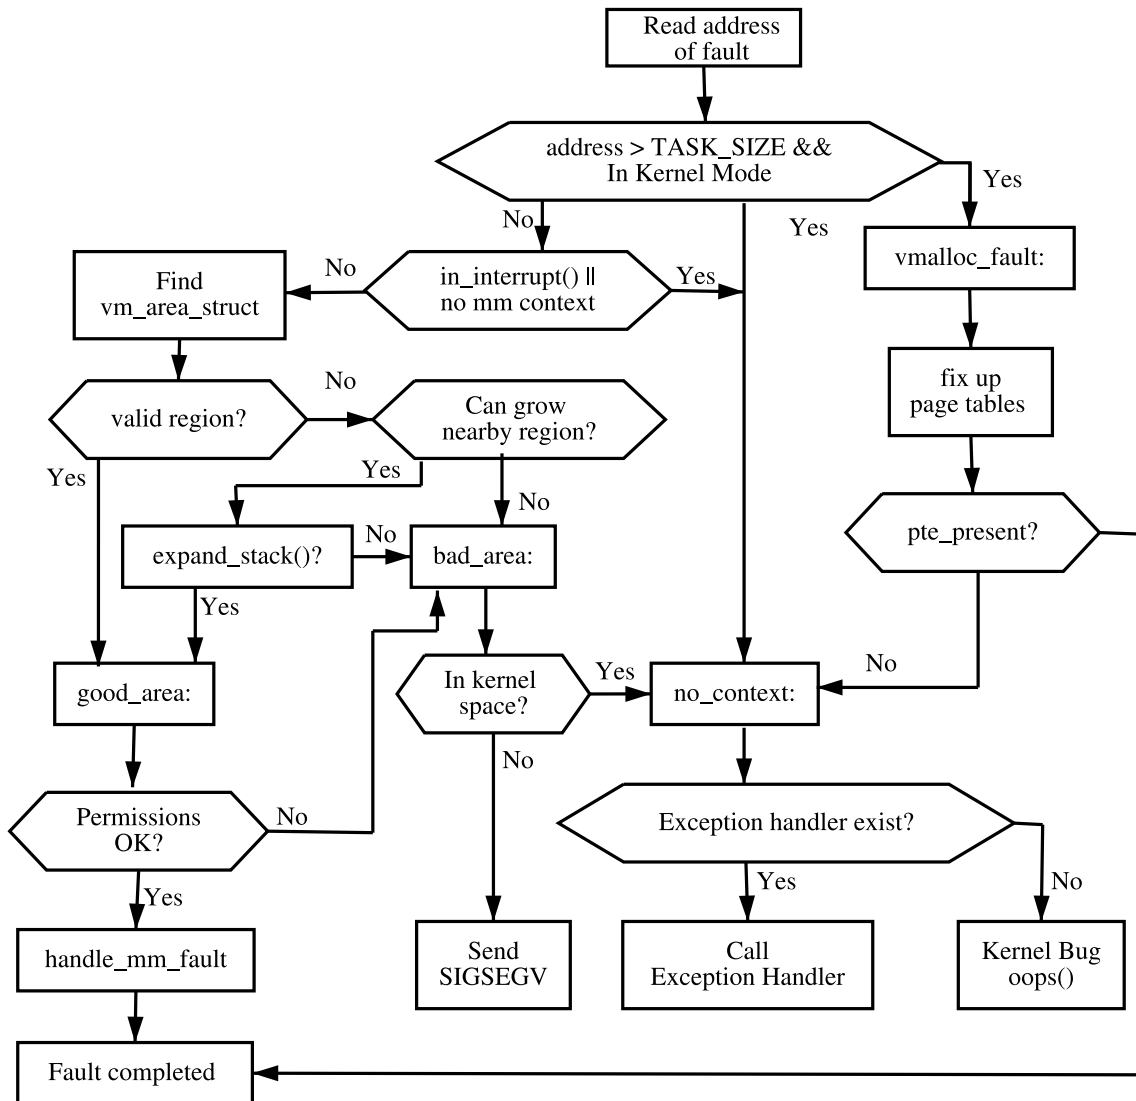 Read address
of fault
address > TASK_SIZE &&
In Kernel Mode
Yes
No
Yes
vmalloc_fault:
Find
vm_area_struct
No
in_interrupt() ||
no mm context
Yes
fix up
page tables
valid region?
No
Can grow
nearby region?
Yes
Yes
No
pte_present?
expand_stack()?
No
bad_area:
Yes
No
good_area:
In kernel
space?
Yes
no_context:
No
Permissions
OK?
No
Exception handler exist?
Yes
Yes
No
handle_mm_fault
Send
SIGSEGV
Call
Exception Handler
Kernel Bug
oops()
Fault completed